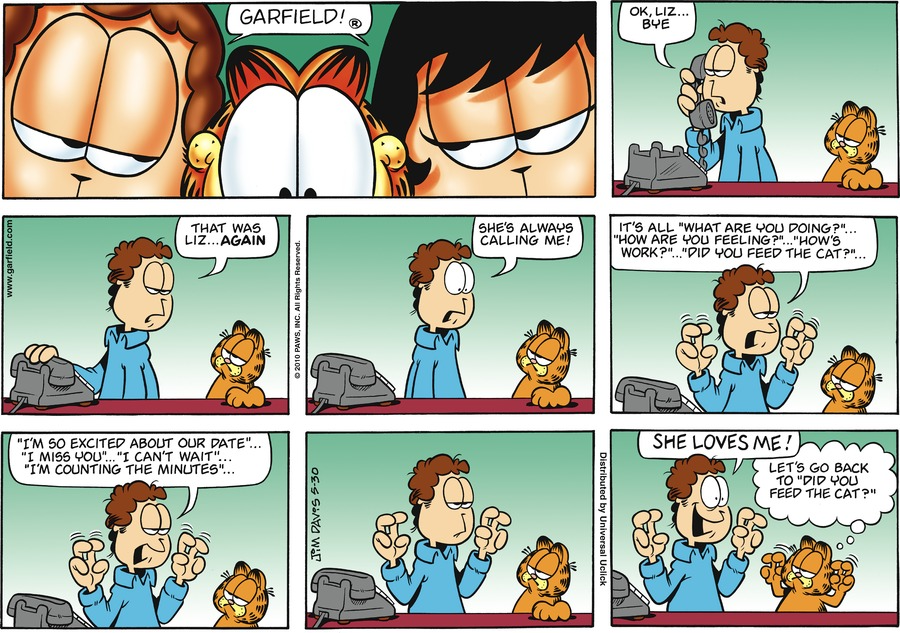 GARFIELD! ®
OK, LIZ...
BYE
www.garfield.com
THAT WAS
LIZ...AGAIN
© 2010 PAWS, INC. All Rights Reserved.
SHE'S ALWAYS
CALLING ME!
IT'S ALL "WHAT ARE YOU DOING?"...
"HOW ARE YOU FEELING?"..."HOW'S
WORK?"..."DID YOU FEED THE CAT?"...
"I'M SO EXCITED ABOUT OUR DATE"...
"I MISS YOU"..."I CAN'T WAIT"...
"I'M COUNTING THE MINUTES"...
JIM DAVIS 5-30
Distributed by Universal Uclick
SHE LOVES ME!
LET'S GO BACK
TO "DID YOU
FEED THE CAT?"